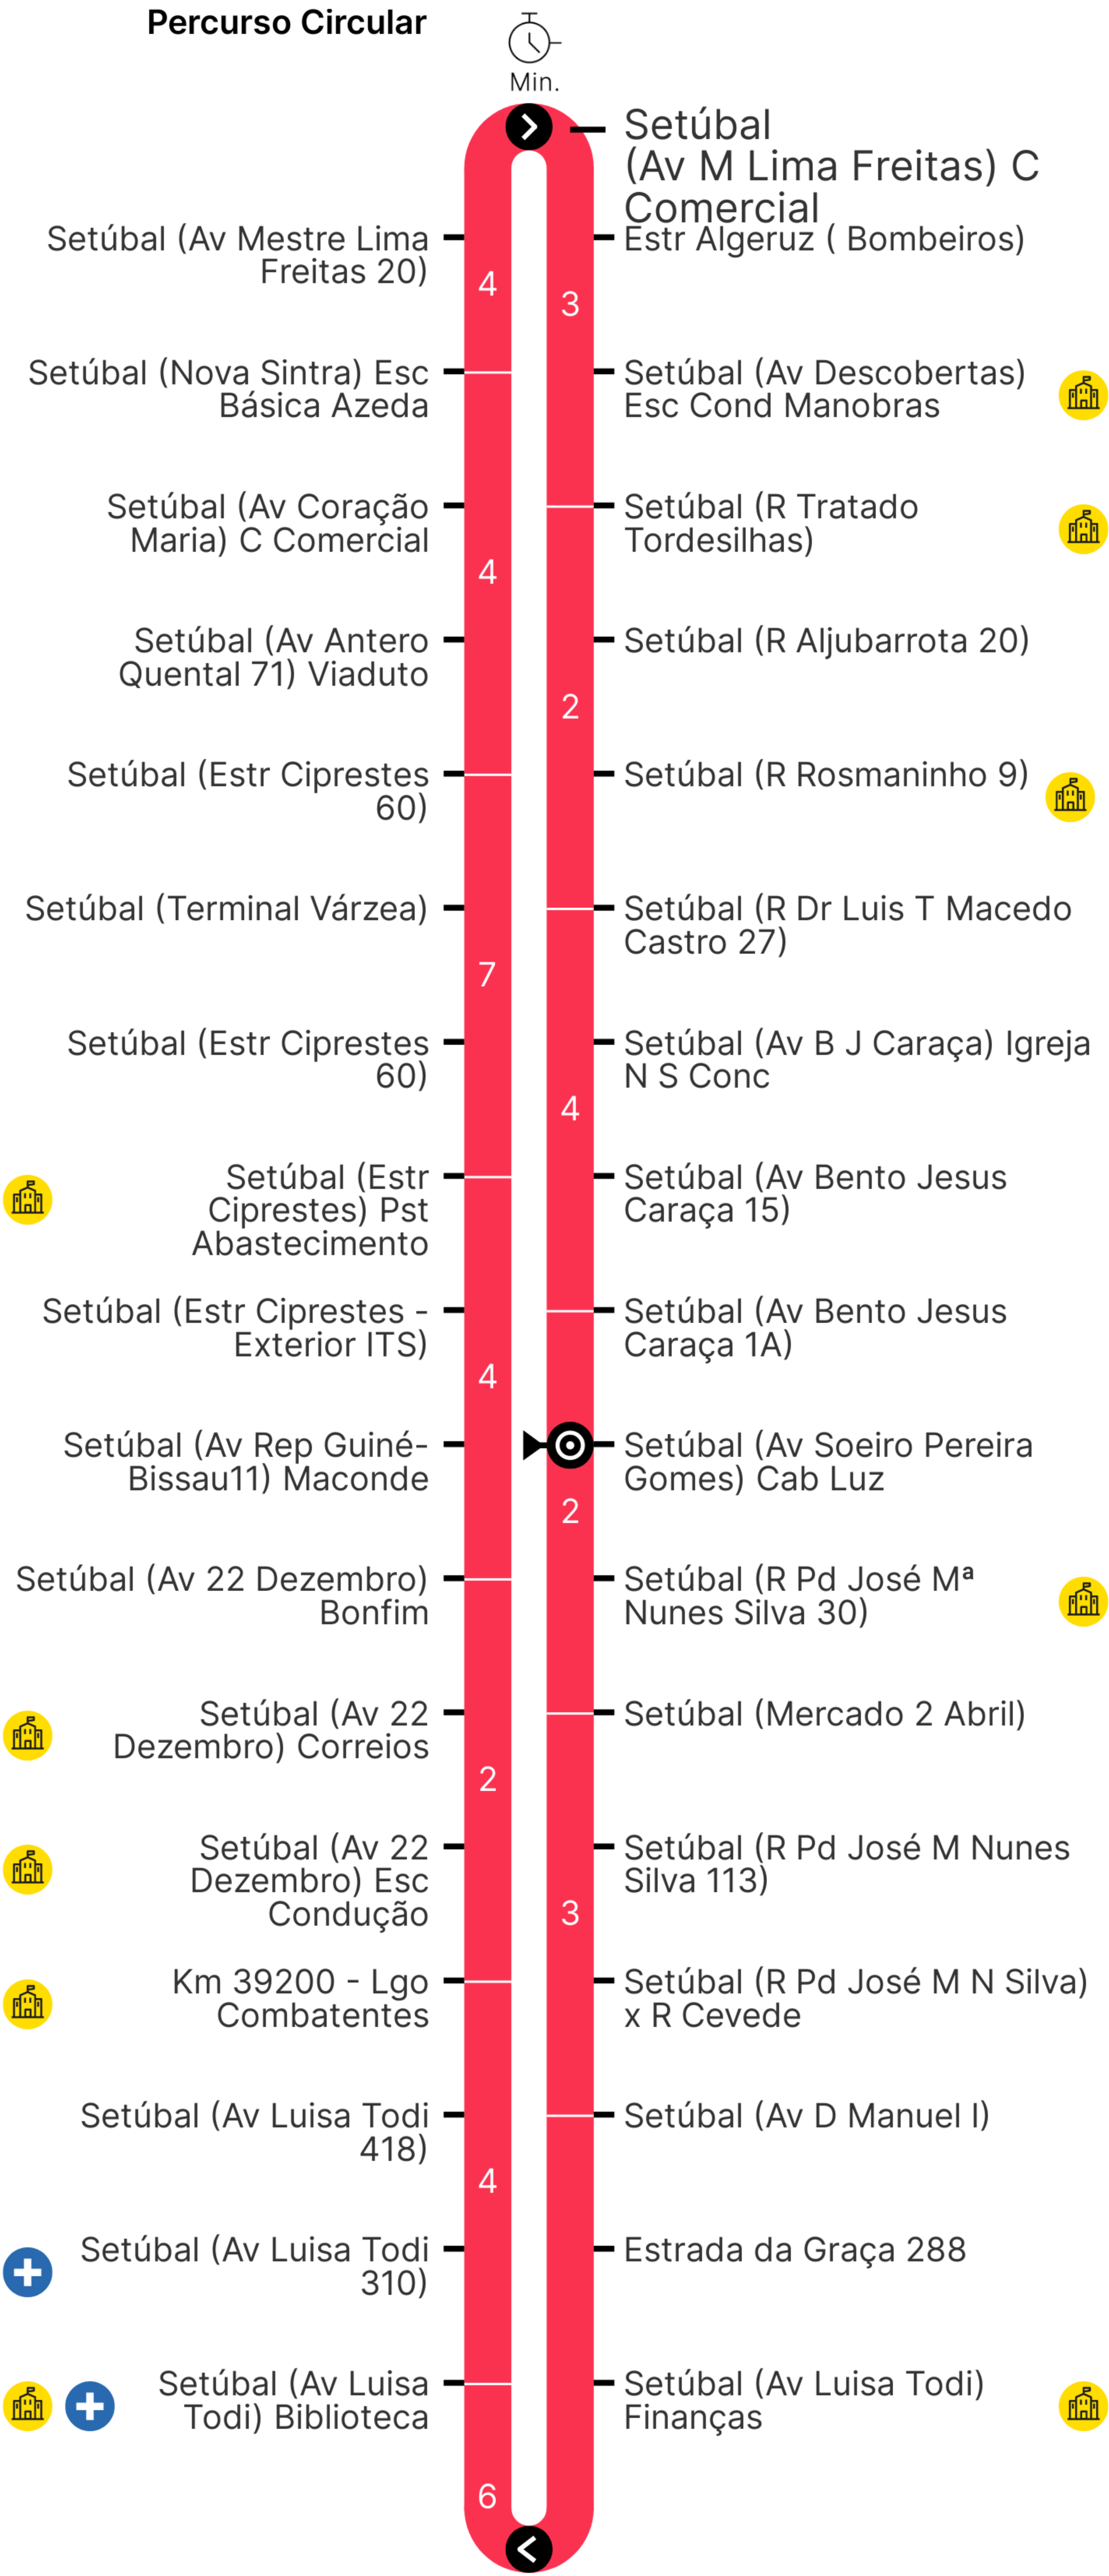 Percurso Circular
Min.
Setúbal
(Av M Lima Freitas) C
Comercial
Estr Algeruz ( Bombeiros)
3
Setúbal (Av Descobertas)
Esc Cond Manobras
Setúbal (R Tratado
Tordesilhas)
Setúbal (R Aljubarrota 20)
2
Setúbal (R Rosmaninho 9)
Setúbal (R Dr Luis T Macedo
Castro 27)
Setúbal (Av B J Caraça) Igreja
N S Conc
4
Setúbal (Av Bento Jesus
Caraça 15)
Setúbal (Av Bento Jesus
Caraça 1A)
Setúbal (Av Soeiro Pereira
Gomes) Cab Luz
2
Setúbal (R Pd José Mª
Nunes Silva 30)
Setúbal (Mercado 2 Abril)
Setúbal (R Pd José M Nunes
Silva 113)
3
Setúbal (R Pd José M N Silva)
x R Cevede
Setúbal (Av D Manuel I)
Estrada da Graça 288
Setúbal (Av Luisa Todi)
Finanças
Setúbal (Av Mestre Lima
Freitas 20)
4
Setúbal (Nova Sintra) Esc
Básica Azeda
Setúbal (Av Coração
Maria) C Comercial
4
Setúbal (Av Antero
Quental 71) Viaduto
Setúbal (Estr Ciprestes
60)
Setúbal (Terminal Várzea)
7
Setúbal (Estr Ciprestes
60)
Setúbal (Estr
Ciprestes) Pst
Abastecimento
Setúbal (Estr Ciprestes -
Exterior ITS)
4
Setúbal (Av Rep Guiné-
Bissau11) Maconde
Setúbal (Av 22 Dezembro)
Bonfim
Setúbal (Av 22
Dezembro) Correios
2
Setúbal (Av 22
Dezembro) Esc
Condução
Km 39200 - Lgo
Combatentes
Setúbal (Av Luisa Todi
418)
4
Setúbal (Av Luisa Todi
310)
Setúbal (Av Luisa
Todi) Biblioteca
6